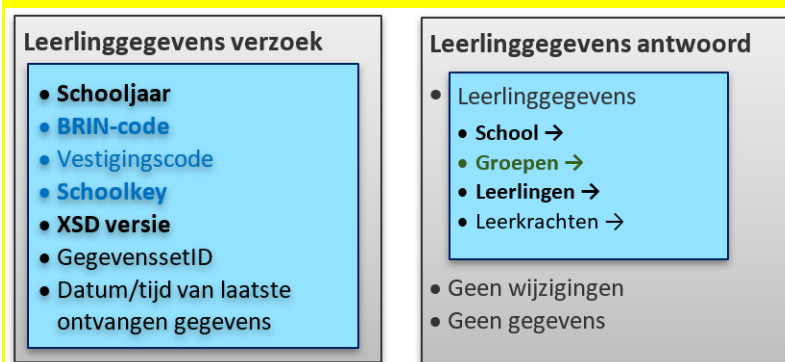 Leerlinggegevens verzoek
• Schooljaar
• BRIN-code
• Vestigingscode
• Schoolkey
• XSD versie
• GegevenssetID
• Datum/tijd van laatste
ontvangen gegevens
Leerlinggegevens antwoord
• Leerlinggegevens
• School →
• Groepen →
• Leerlingen →
• Leerkrachten →
• Geen wijzigingen
• Geen gegevens